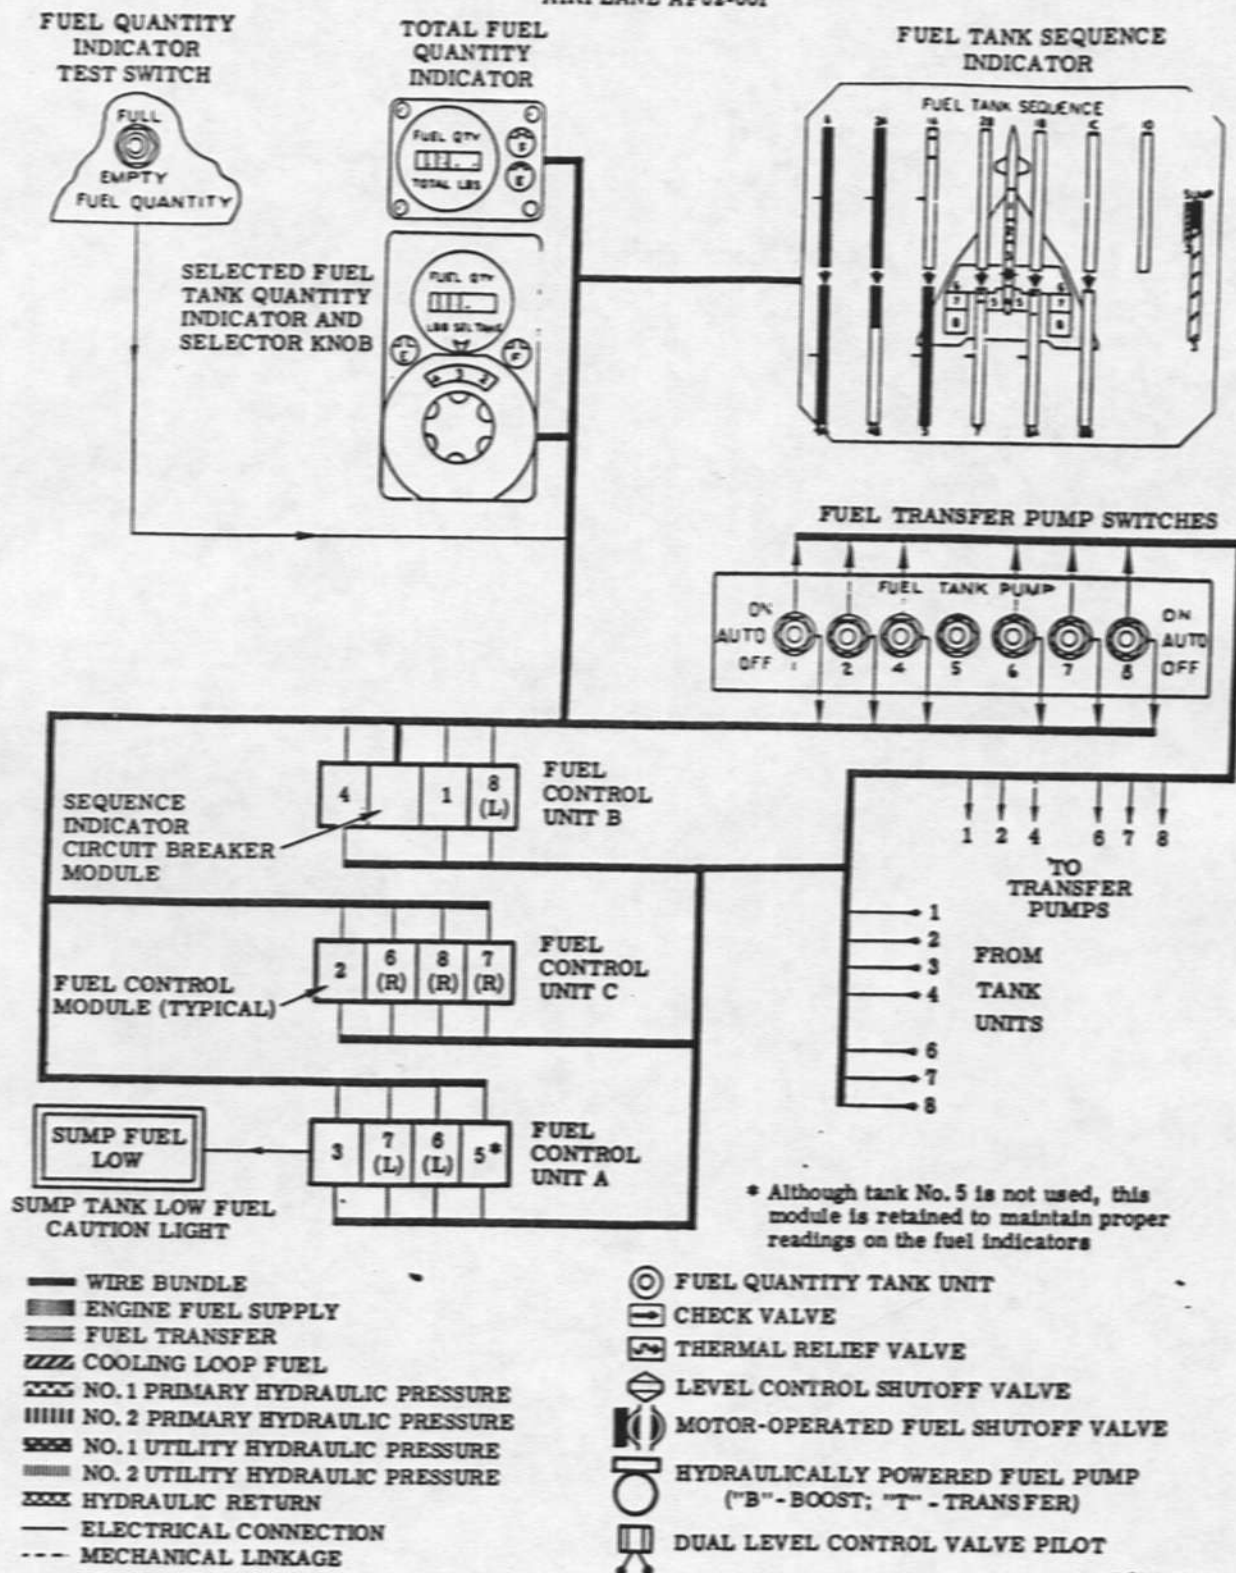 FUEL QUANTITY
INDICATOR
TEST SWITCH
FULL
EMPTY
FUEL QUANTITY
TOTAL FUEL
QUANTITY
INDICATOR
FUEL QTY
TOTAL LBS
F
E
SELECTED FUEL
TANK QUANTITY
INDICATOR AND
SELECTOR KNOB
FUEL QTY
LBS SEL TANK
E
F
4 3 2
FUEL TANK SEQUENCE
INDICATOR
FUEL TANK SEQUENCE
SUMP
FUEL TRANSFER PUMP SWITCHES
FUEL TANK PUMP
ON
AUTO
OFF
1 2 4 5 6 7 8
ON
AUTO
OFF
4 1 8
(L)
FUEL
CONTROL
UNIT B
SEQUENCE
INDICATOR
CIRCUIT BREAKER
MODULE
1 2 4 6 7 8
TO
TRANSFER
PUMPS
2 6 8 7
(R) (R) (R)
FUEL
CONTROL
UNIT C
FUEL CONTROL
MODULE (TYPICAL)
1
2
3
4
6
7
8
FROM
TANK
UNITS
SUMP FUEL
LOW
SUMP TANK LOW FUEL
CAUTION LIGHT
3 7 6 5*
(L) (L)
FUEL
CONTROL
UNIT A
* Although tank No. 5 is not used, this
module is retained to maintain proper
readings on the fuel indicators
WIRE BUNDLE
ENGINE FUEL SUPPLY
FUEL TRANSFER
COOLING LOOP FUEL
NO. 1 PRIMARY HYDRAULIC PRESSURE
NO. 2 PRIMARY HYDRAULIC PRESSURE
NO. 1 UTILITY HYDRAULIC PRESSURE
NO. 2 UTILITY HYDRAULIC PRESSURE
HYDRAULIC RETURN
ELECTRICAL CONNECTION
MECHANICAL LINKAGE
FUEL QUANTITY TANK UNIT
CHECK VALVE
THERMAL RELIEF VALVE
LEVEL CONTROL SHUTOFF VALVE
MOTOR-OPERATED FUEL SHUTOFF VALVE
HYDRAULICALLY POWERED FUEL PUMP
("B" - BOOST; "T" - TRANSFER)
DUAL LEVEL CONTROL VALVE PILOT